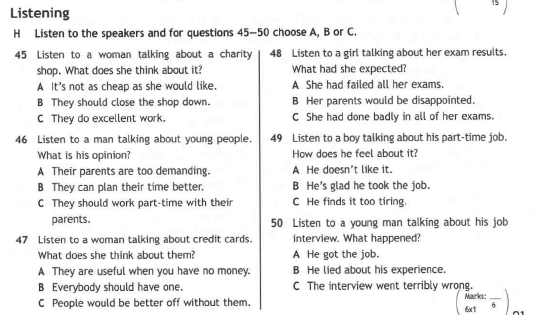 15
Listening
H Listen to the speakers and for questions 45–50 choose A, B or C.
45 Listen to a woman talking about a charity
shop. What does she think about it?
A It's not as cheap as she would like.
B They should close the shop down.
C They do excellent work.
46 Listen to a man talking about young people.
What is his opinion?
A Their parents are too demanding.
B They can plan their time better.
C They should work part-time with their
parents.
47 Listen to a woman talking about credit cards.
What does she think about them?
A They are useful when you have no money.
B Everybody should have one.
C People would be better off without them.
48 Listen to a girl talking about her exam results.
What had she expected?
A She had failed all her exams.
B Her parents would be disappointed.
C She had done badly in all of her exams.
49 Listen to a boy talking about his part-time job.
How does he feel about it?
A He doesn't like it.
B He's glad he took the job.
C He finds it too tiring.
50 Listen to a young man talking about his job
interview. What happened?
A He got the job.
B He lied about his experience.
C The interview went terribly wrong.
Marks: __
6x1 6